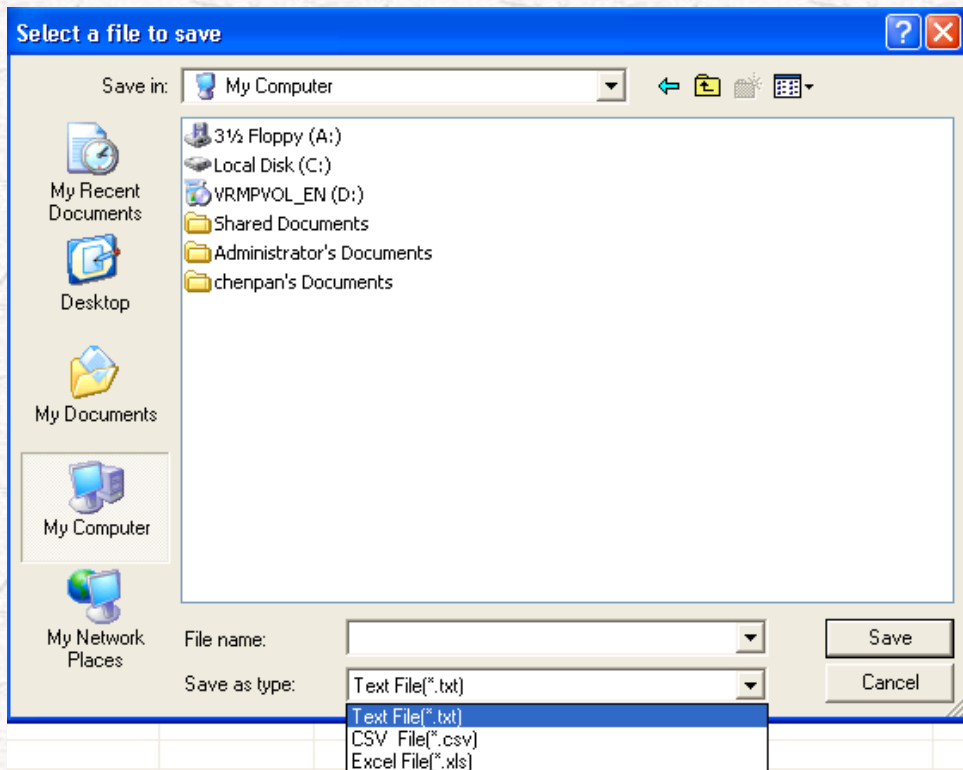 Select a file to save
Save in:
My Computer
3½ Floppy (A:)
Local Disk (C:)
VRMPVOL_EN (D:)
Shared Documents
Administrator's Documents
chenpan's Documents
My Recent
Documents
Desktop
My Documents
My Computer
My Network
Places
File name:
Save
Save as type:
Text File(*.txt)
Cancel
Text File(*.txt)
CSV  File(*.csv)
Excel File(*.xls)